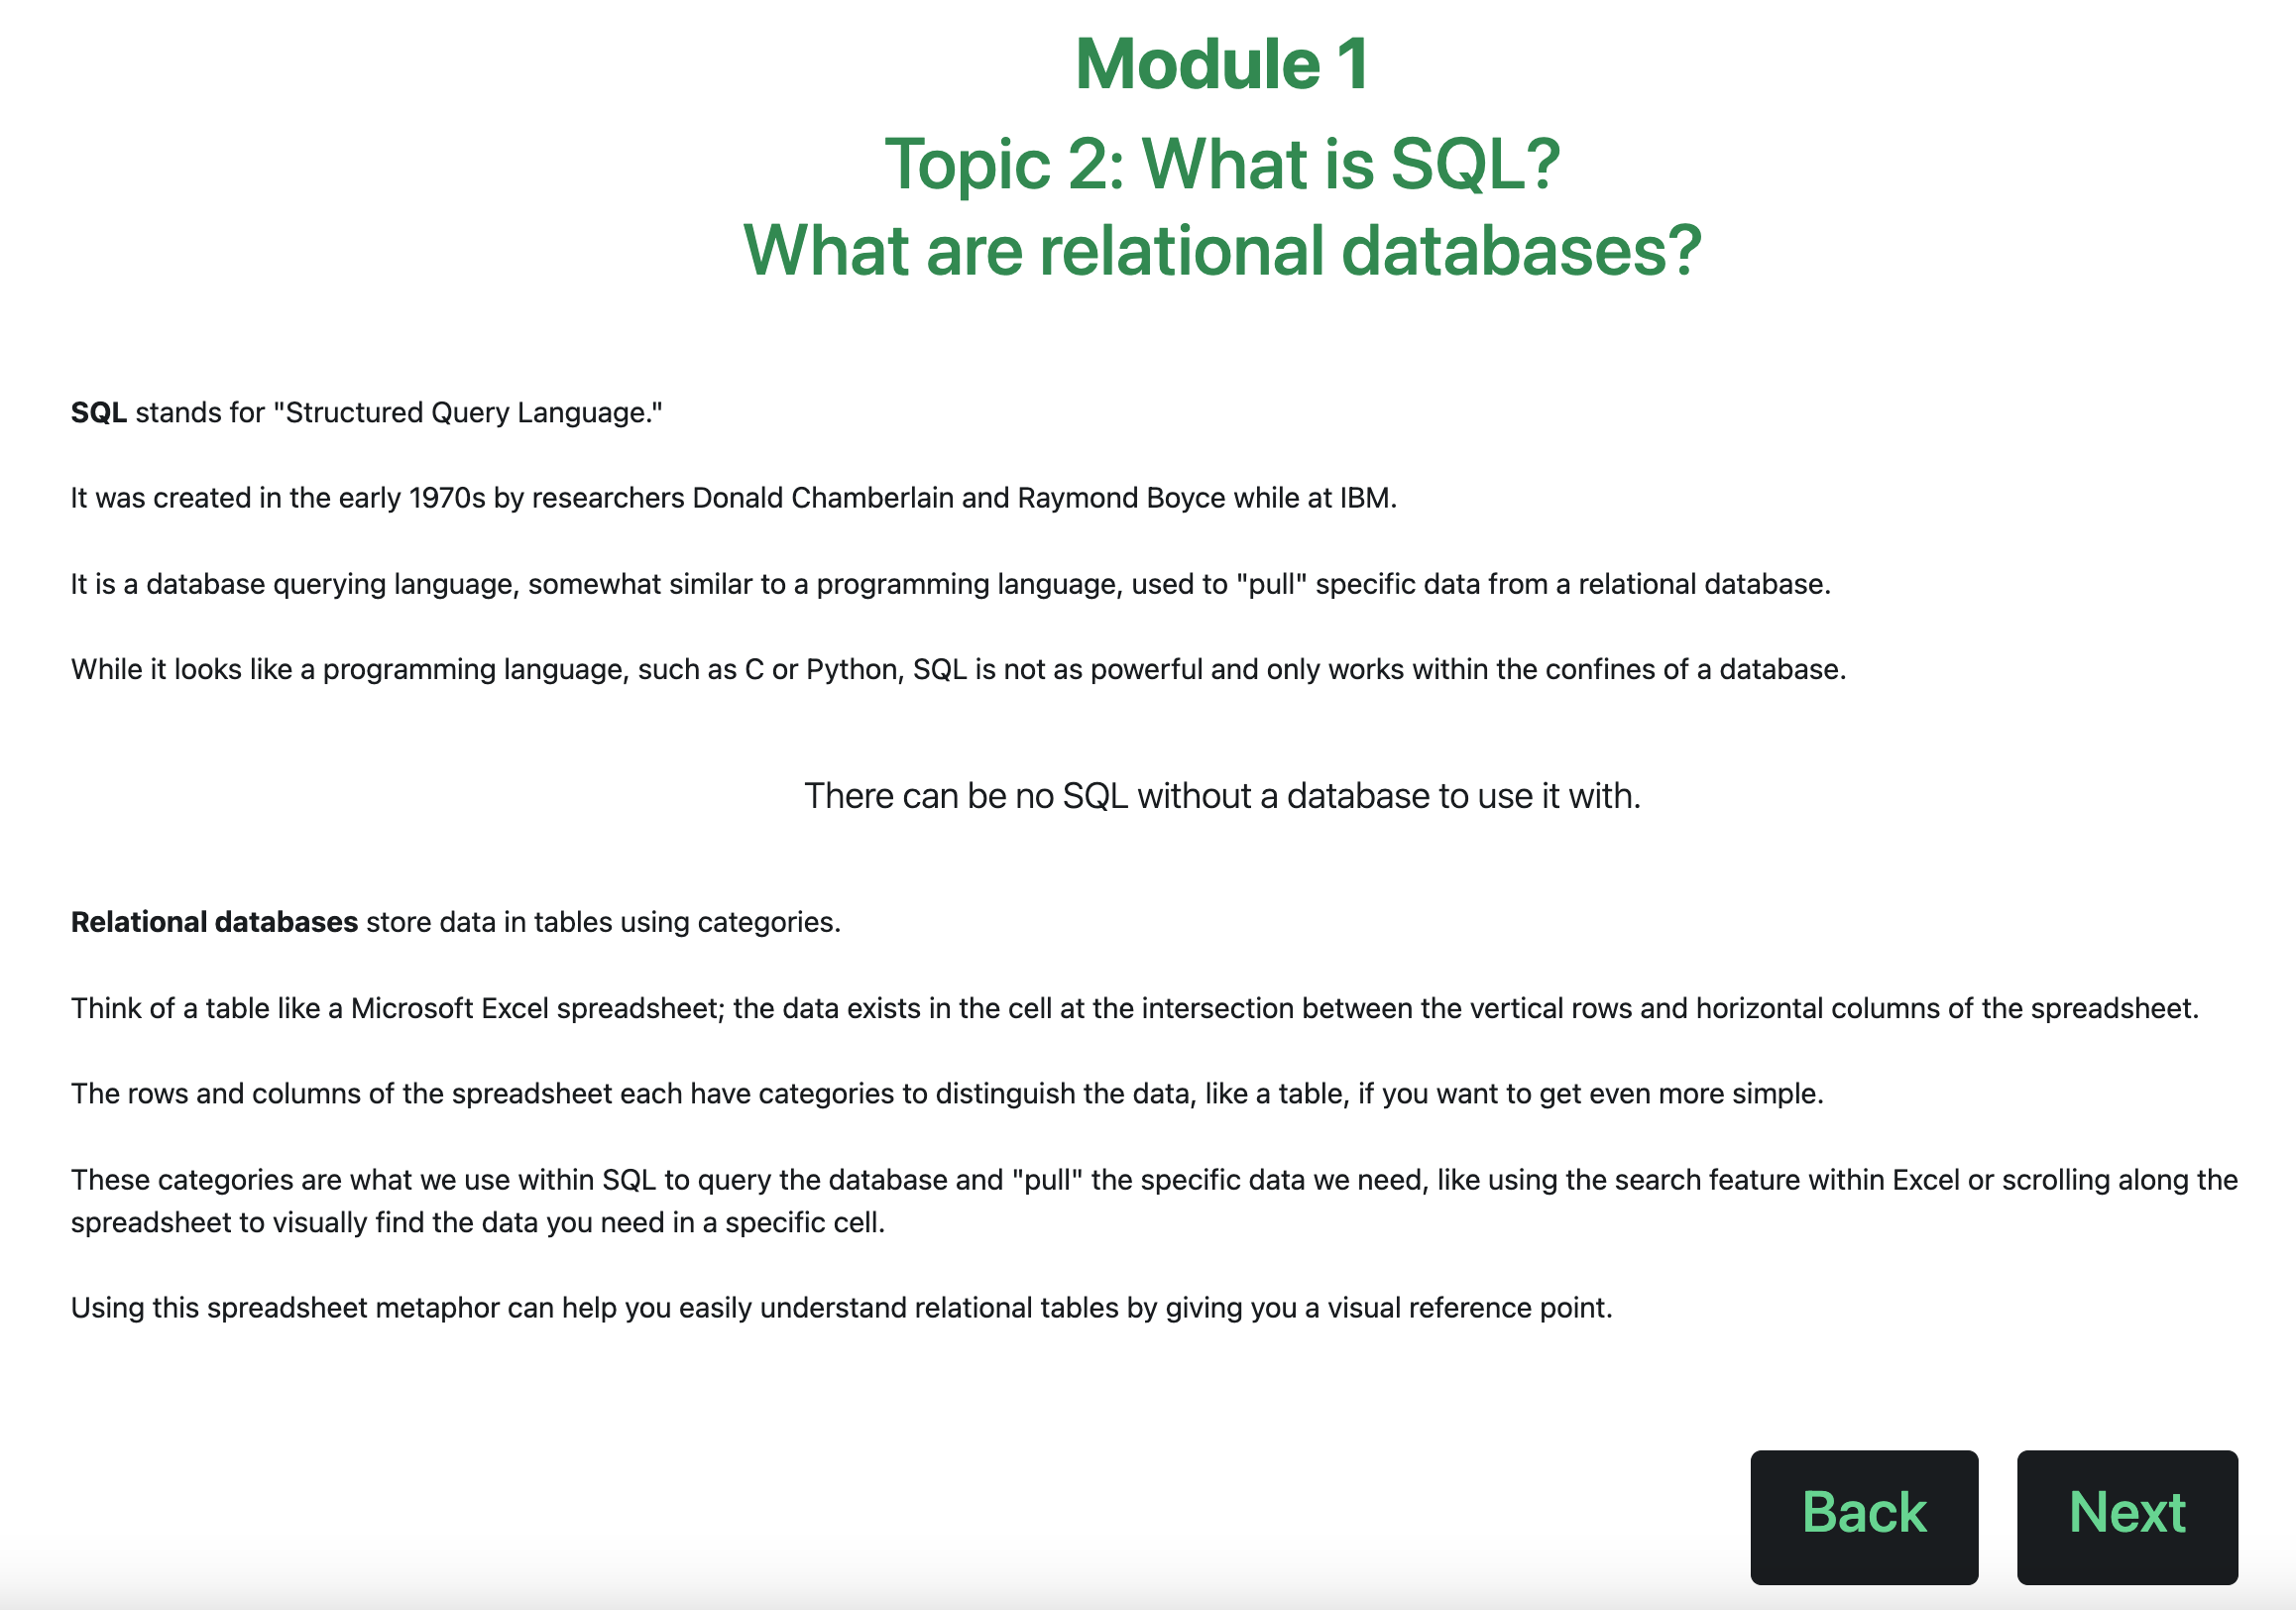 Module 1
Topic 2: What is SQL?
What are relational databases?
SQL stands for "Structured Query Language."
It was created in the early 1970s by researchers Donald Chamberlain and Raymond Boyce while at IBM.
It is a database querying language, somewhat similar to a programming language, used to "pull" specific data from a relational database.
While it looks like a programming language, such as C or Python, SQL is not as powerful and only works within the confines of a database.
There can be no SQL without a database to use it with.
Relational databases store data in tables using categories.
Think of a table like a Microsoft Excel spreadsheet; the data exists in the cell at the intersection between the vertical rows and horizontal columns of the spreadsheet.
The rows and columns of the spreadsheet each have categories to distinguish the data, like a table, if you want to get even more simple.
These categories are what we use within SQL to query the database and "pull" the specific data we need, like using the search feature within Excel or scrolling along the
spreadsheet to visually find the data you need in a specific cell.
Using this spreadsheet metaphor can help you easily understand relational tables by giving you a visual reference point.
Back
Next